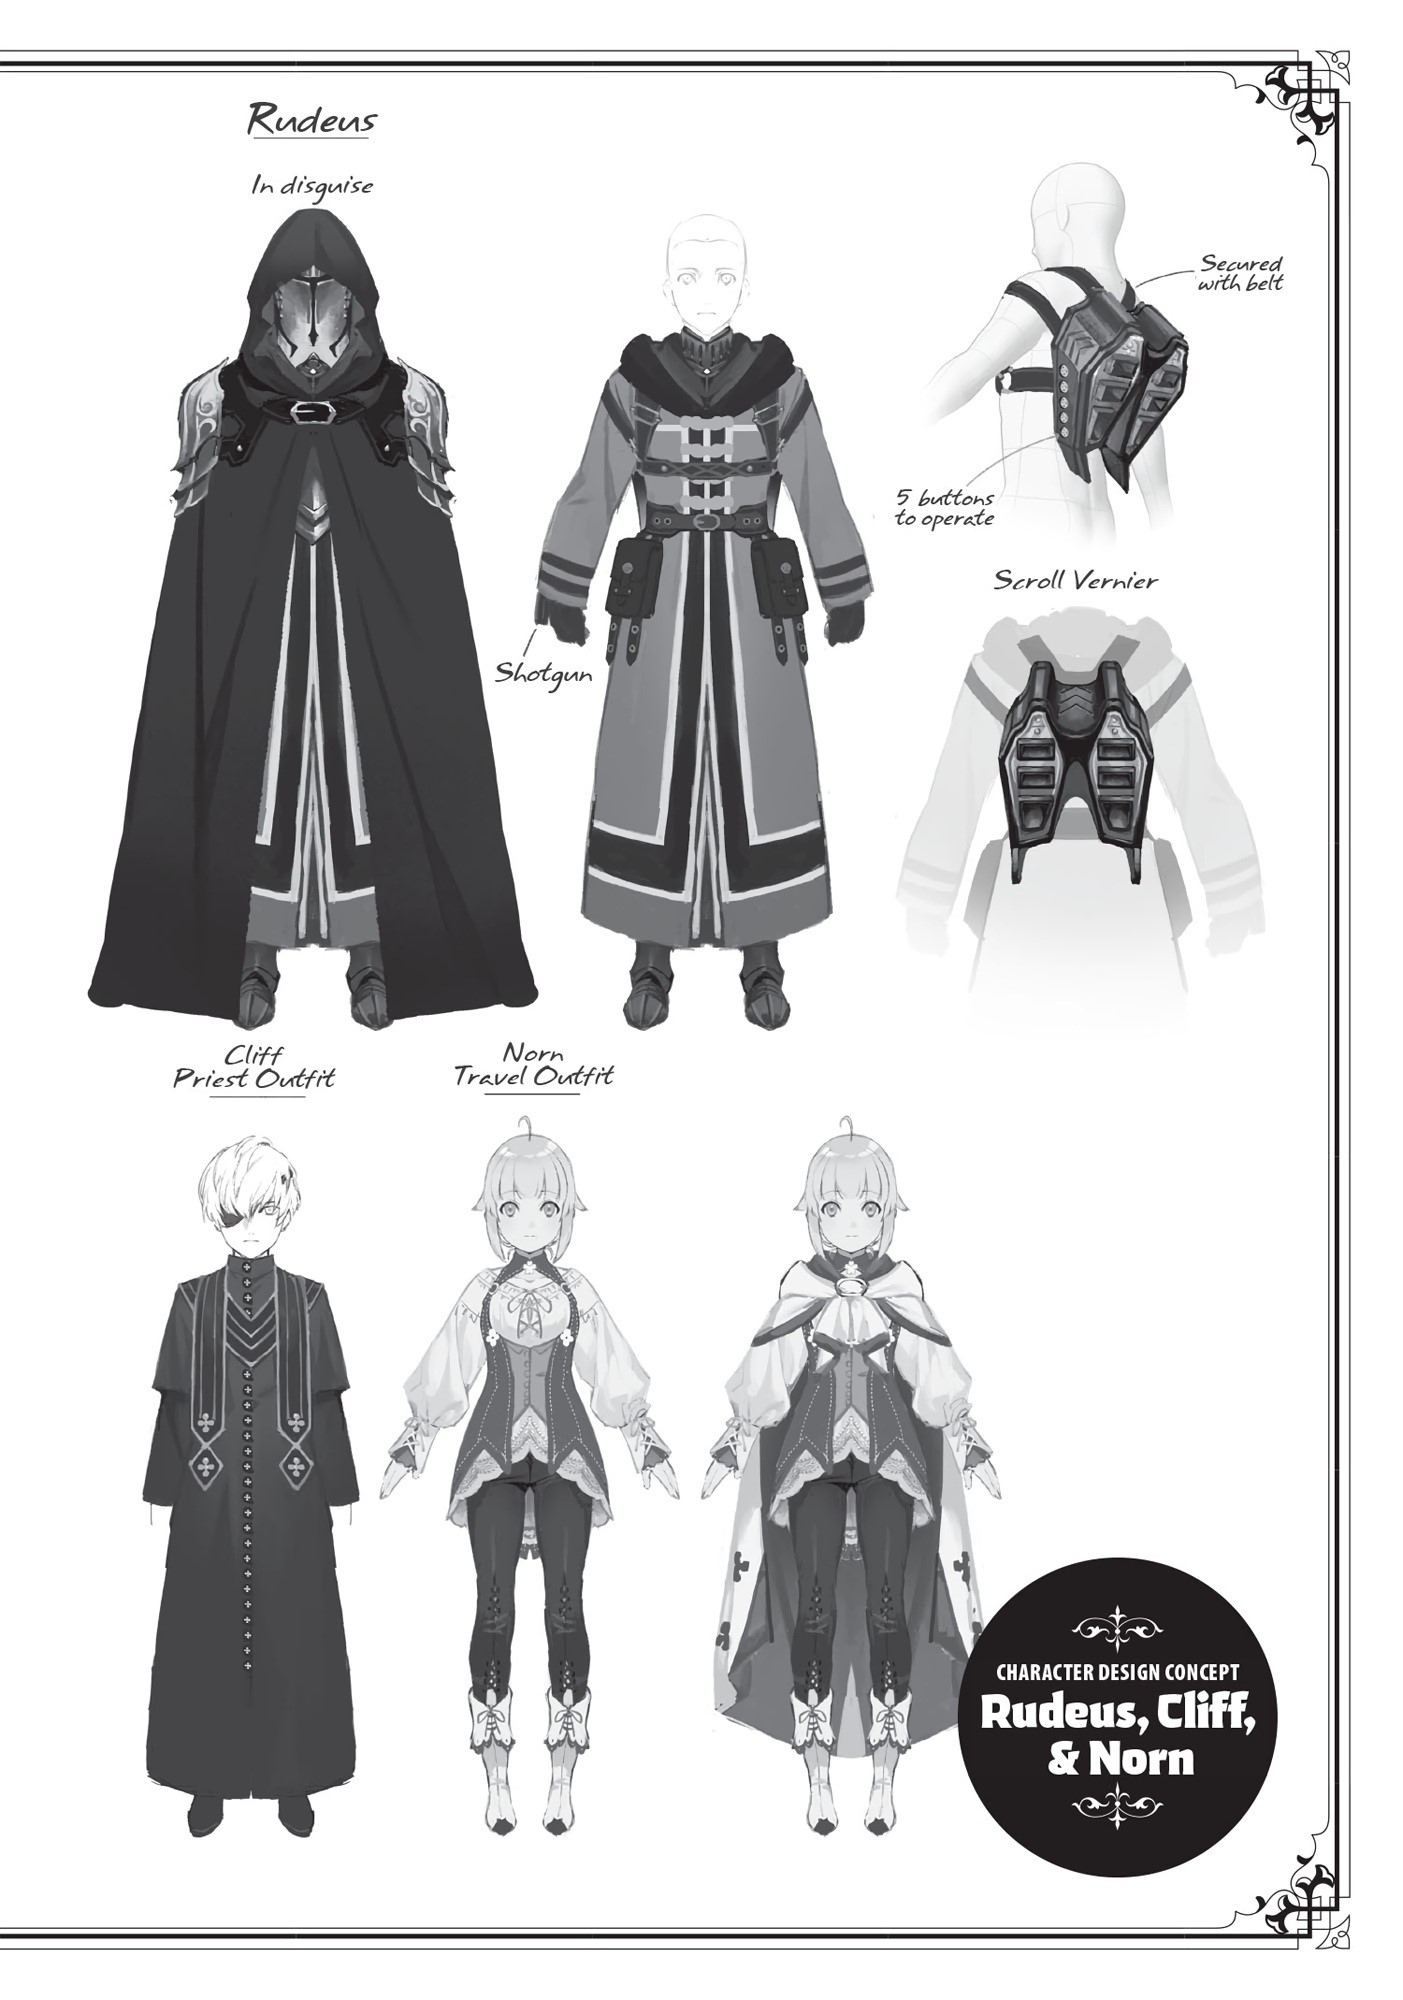 Rudeus
In disguise
Secured
with belt
5 buttons
to operate
Scroll Vernier
Shotgun
Cliff
Priest Outfit
Norn
Travel Outfit
CHARACTER DESIGN CONCEPT
Rudeus, Cliff,
& Norn